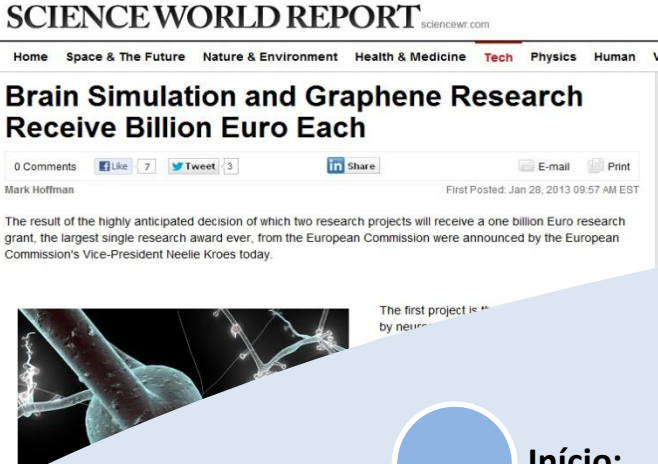 SCIENCE WORLD REPORT sciencewr.com
Home Space & The Future Nature & Environment Health & Medicine Tech Physics Human
Brain Simulation and Graphene Research
Receive Billion Euro Each
0 Comments Like 7 Tweet 3 in Share E-mail Print
Mark Hoffman First Posted: Jan 28, 2013 09:57 AM EST
The result of the highly anticipated decision of which two research projects will receive a one billion Euro research
grant, the largest single research award ever, from the European Commission were announced by the European
Commission's Vice-President Neelie Kroes today.
The first project is
by
Início: